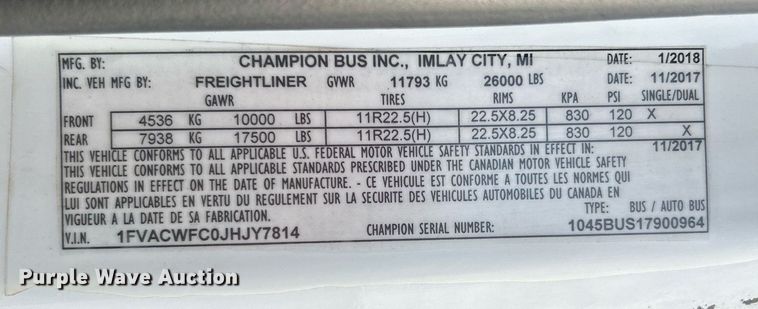 MFG. BY: CHAMPION BUS INC., IMLAY CITY, MI DATE: 1/2018
INC. VEH MFG BY: FREIGHTLINER GVWR 11793 KG 26000 LBS DATE: 11/2017
GAWR TIRES RIMS KPA PSI SINGLE/DUAL
FRONT 4536 KG 10000 LBS 11R22.5(H) 22.5X8.25 830 120 X
REAR 7938 KG 17500 LBS 11R22.5(H) 22.5X8.25 830 120 X
THIS VEHICLE CONFORMS TO ALL APPLICABLE U.S. FEDERAL MOTOR VEHICLE SAFETY STANDARDS IN EFFECT IN: 11/2017
THIS VEHICLE CONFORMS TO ALL APPLICABLE STANDARDS PRESCRIBED UNDER THE CANADIAN MOTOR VEHICLE SAFETY
REGULATIONS IN EFFECT ON THE DATE OF MANUFACTURE. - CE VEHICULE EST CONFORME A TOUTES LES NORMES QUI
LUI SONT APPLICABLES EN VERTU DU REGULEMENT SUR LA SECURITE DES VEHICULES AUTOMOBILES DU CANADA EN
VIGUEUR A LA DATE DE SA FABRICATION. TYPE: BUS / AUTO BUS
V.I.N. 1FVACWFC0JHJY7814 CHAMPION SERIAL NUMBER: 1045BUS17900964
Purple Wave Auction